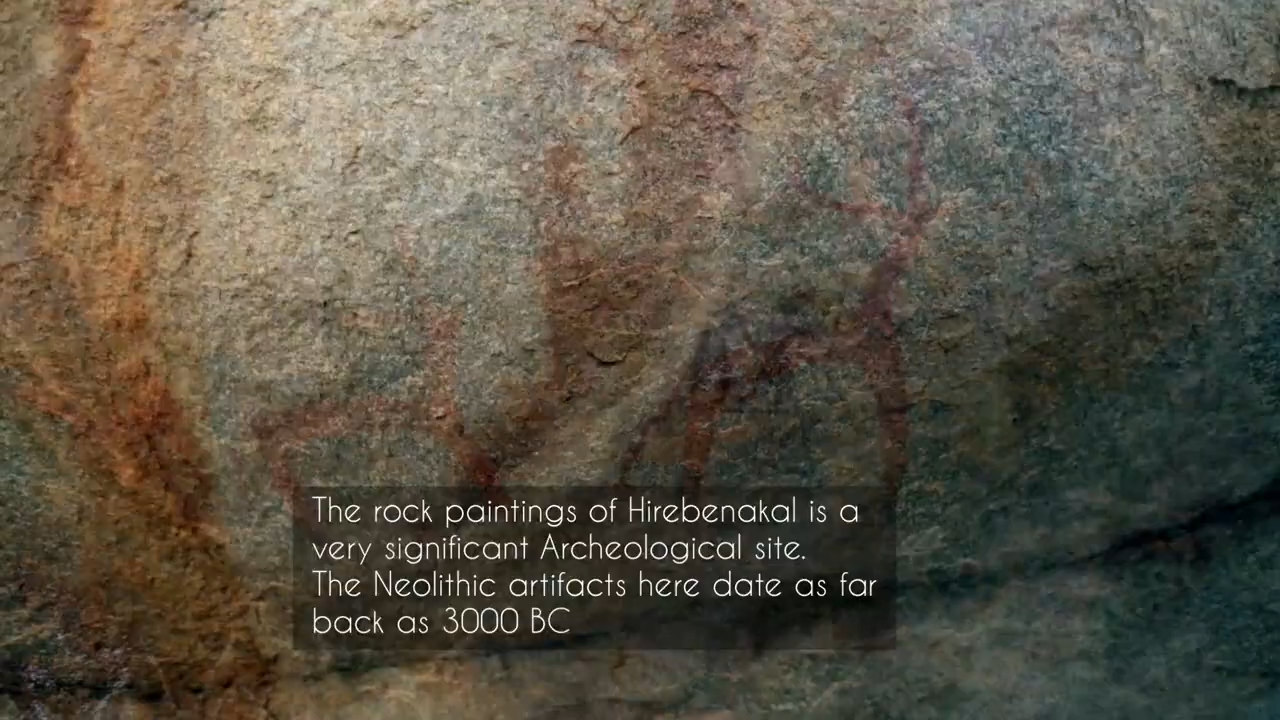 The rock paintings of Hirebenakal is a
very significant Archeological site.
The Neolithic artifacts here date as far
back as 3000 BC